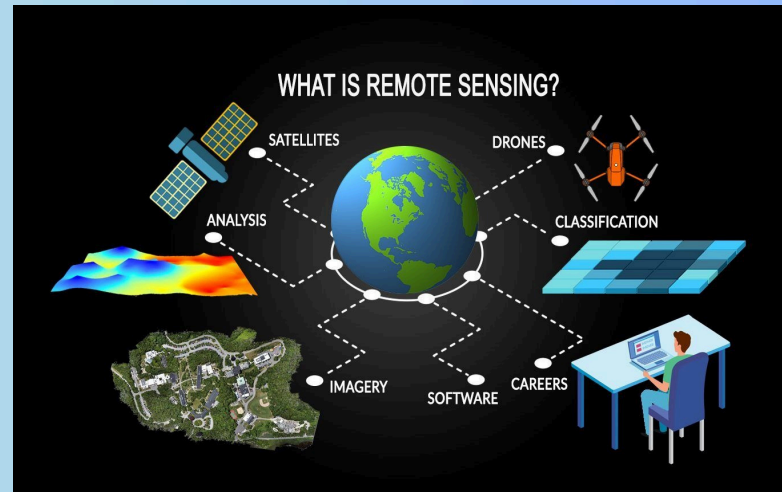 WHAT IS REMOTE SENSING?
SATELLITES
DRONES
ANALYSIS
CLASSIFICATION
IMAGERY
SOFTWARE
CAREERS